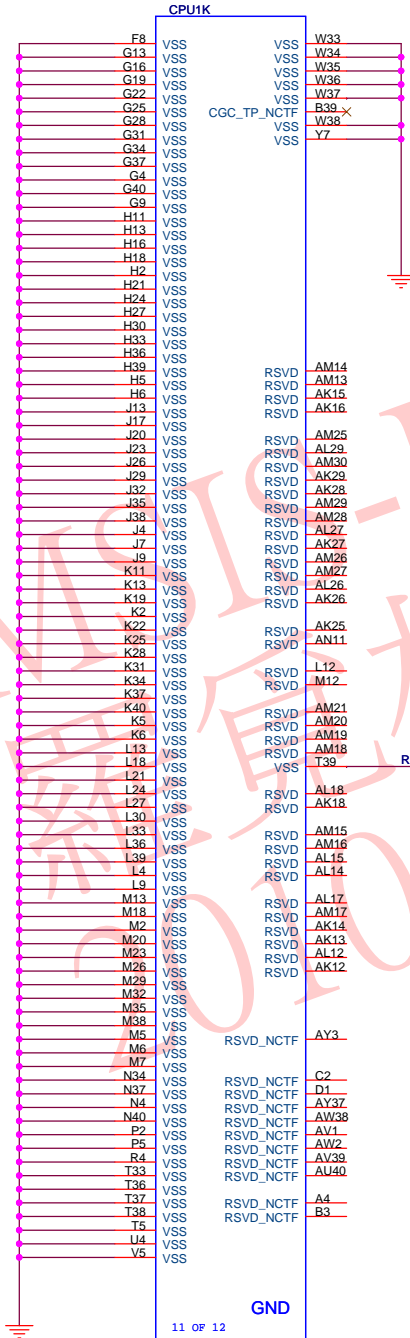 CPU1K
F8 VSS
G13 VSS
G16 VSS
G19 VSS
G22 VSS
G25 VSS
G28 VSS
G31 VSS
G34 VSS
G37 VSS
G4 VSS
G40 VSS
G9 VSS
H11 VSS
H13 VSS
H16 VSS
H18 VSS
H2 VSS
H21 VSS
H24 VSS
H27 VSS
H30 VSS
H33 VSS
H36 VSS
H39 VSS
H5 VSS
H6 VSS
J13 VSS
J17 VSS
J20 VSS
J23 VSS
J26 VSS
J29 VSS
J32 VSS
J35 VSS
J38 VSS
J4 VSS
J7 VSS
J9 VSS
K11 VSS
K13 VSS
K19 VSS
K2 VSS
K22 VSS
K25 VSS
K28 VSS
K31 VSS
K34 VSS
K37 VSS
K40 VSS
K5 VSS
K6 VSS
L13 VSS
L18 VSS
L21 VSS
L24 VSS
L27 VSS
L30 VSS
L33 VSS
L36 VSS
L39 VSS
L4 VSS
L9 VSS
M13 VSS
M18 VSS
M2 VSS
M20 VSS
M23 VSS
M26 VSS
M29 VSS
M32 VSS
M35 VSS
M38 VSS
M5 VSS
M6 VSS
M7 VSS
N34 VSS
N37 VSS
N4 VSS
N40 VSS
P2 VSS
P5 VSS
R4 VSS
T33 VSS
T36 VSS
T37 VSS
T38 VSS
T5 VSS
U4 VSS
V5 VSS
VSS W33
VSS W34
VSS W35
VSS W36
VSS W37
CGC_TP_NCTF B39
VSS W38
VSS Y7
RSVD AM14
RSVD AM13
RSVD AK15
RSVD AK16
RSVD AM25
RSVD AL29
RSVD AM30
RSVD AK29
RSVD AK28
RSVD AM29
RSVD AM28
RSVD AL27
RSVD AK27
RSVD AM26
RSVD AM27
RSVD AL26
RSVD AK26
RSVD AK25
RSVD AN11
RSVD L12
RSVD M12
RSVD AM21
RSVD AM20
RSVD AM19
RSVD AM18
VSS T39 R
RSVD AL18
RSVD AK18
RSVD AM15
RSVD AM16
RSVD AL15
RSVD AL14
RSVD AL17
RSVD AM17
RSVD AK14
RSVD AK13
RSVD AL12
RSVD AK12
RSVD_NCTF AY3
RSVD_NCTF C2
RSVD_NCTF D1
RSVD_NCTF AY37
RSVD_NCTF AW38
RSVD_NCTF AV1
RSVD_NCTF AW2
RSVD_NCTF AV39
RSVD_NCTF AU40
RSVD_NCTF A4
RSVD_NCTF B3
GND
11 OF 12
MSIS-
2010